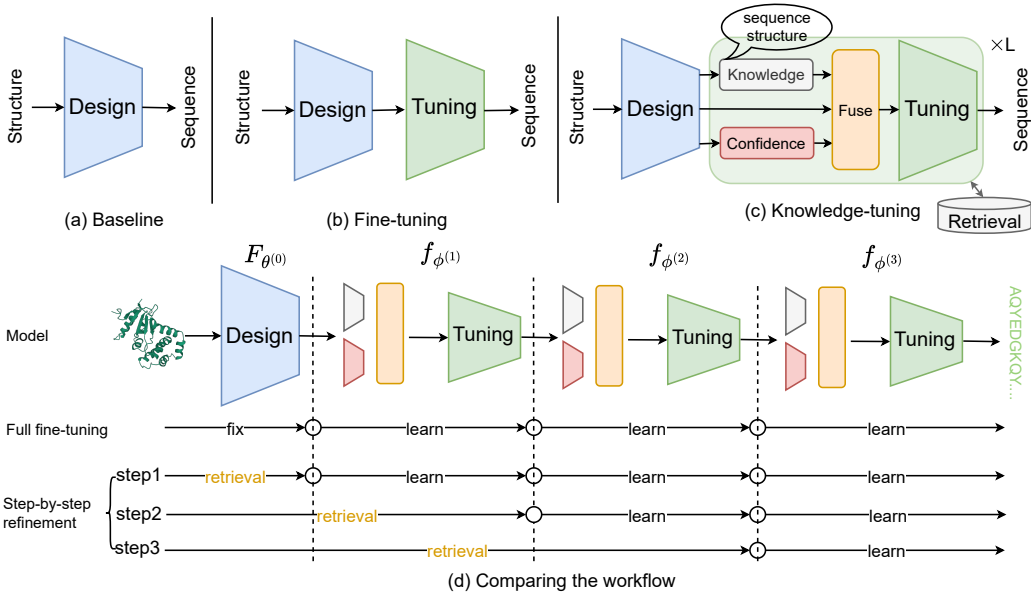 Structure
Design
Sequence
(a) Baseline
Structure
Design
Tuning
Sequence
(b) Fine-tuning
Structure
Design
sequence
structure
Knowledge
Confidence
Fuse
Tuning
×L
Sequence
Retrieval
(c) Knowledge-tuning
F_θ^(0)
f_ϕ^(1)
f_ϕ^(2)
f_ϕ^(3)
Model
Design
Tuning
Tuning
Tuning
AQYEDGKQY....
Full fine-tuning
fix
learn
learn
learn
Step-by-step
refinement
step1
retrieval
learn
learn
learn
step2
retrieval
learn
learn
step3
retrieval
learn
(d) Comparing the workflow